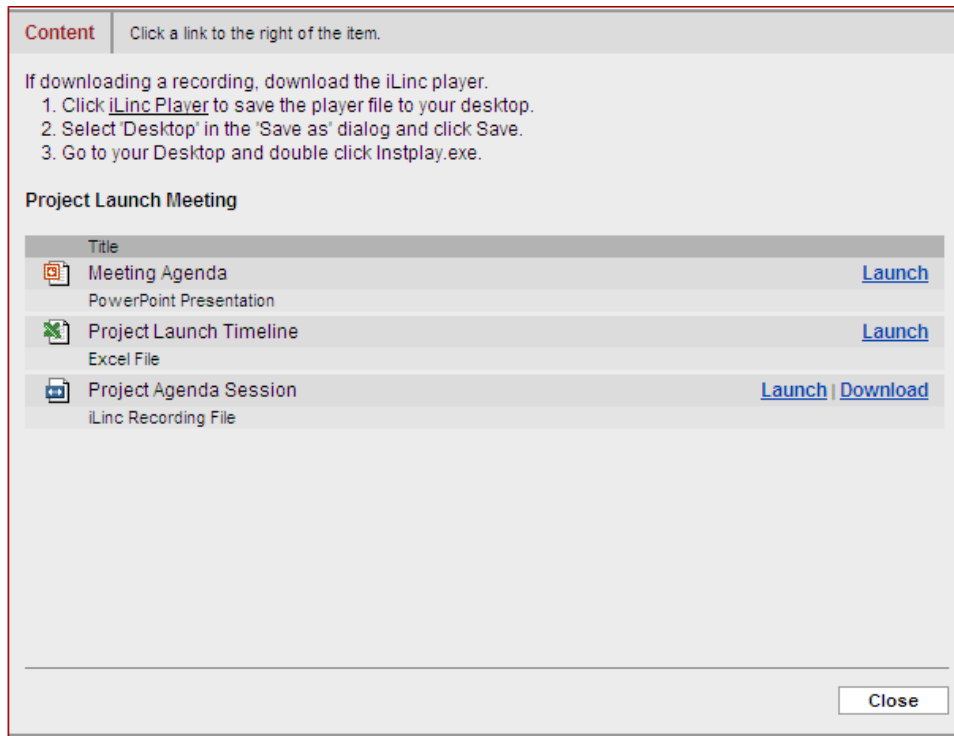 Content Click a link to the right of the item.
If downloading a recording, download the iLinc player.
1. Click iLinc Player to save the player file to your desktop.
2. Select 'Desktop' in the 'Save as' dialog and click Save.
3. Go to your Desktop and double click Instplay.exe.
Project Launch Meeting
Title
Meeting Agenda Launch
PowerPoint Presentation
Project Launch Timeline Launch
Excel File
Project Agenda Session Launch | Download
iLinc Recording File
Close